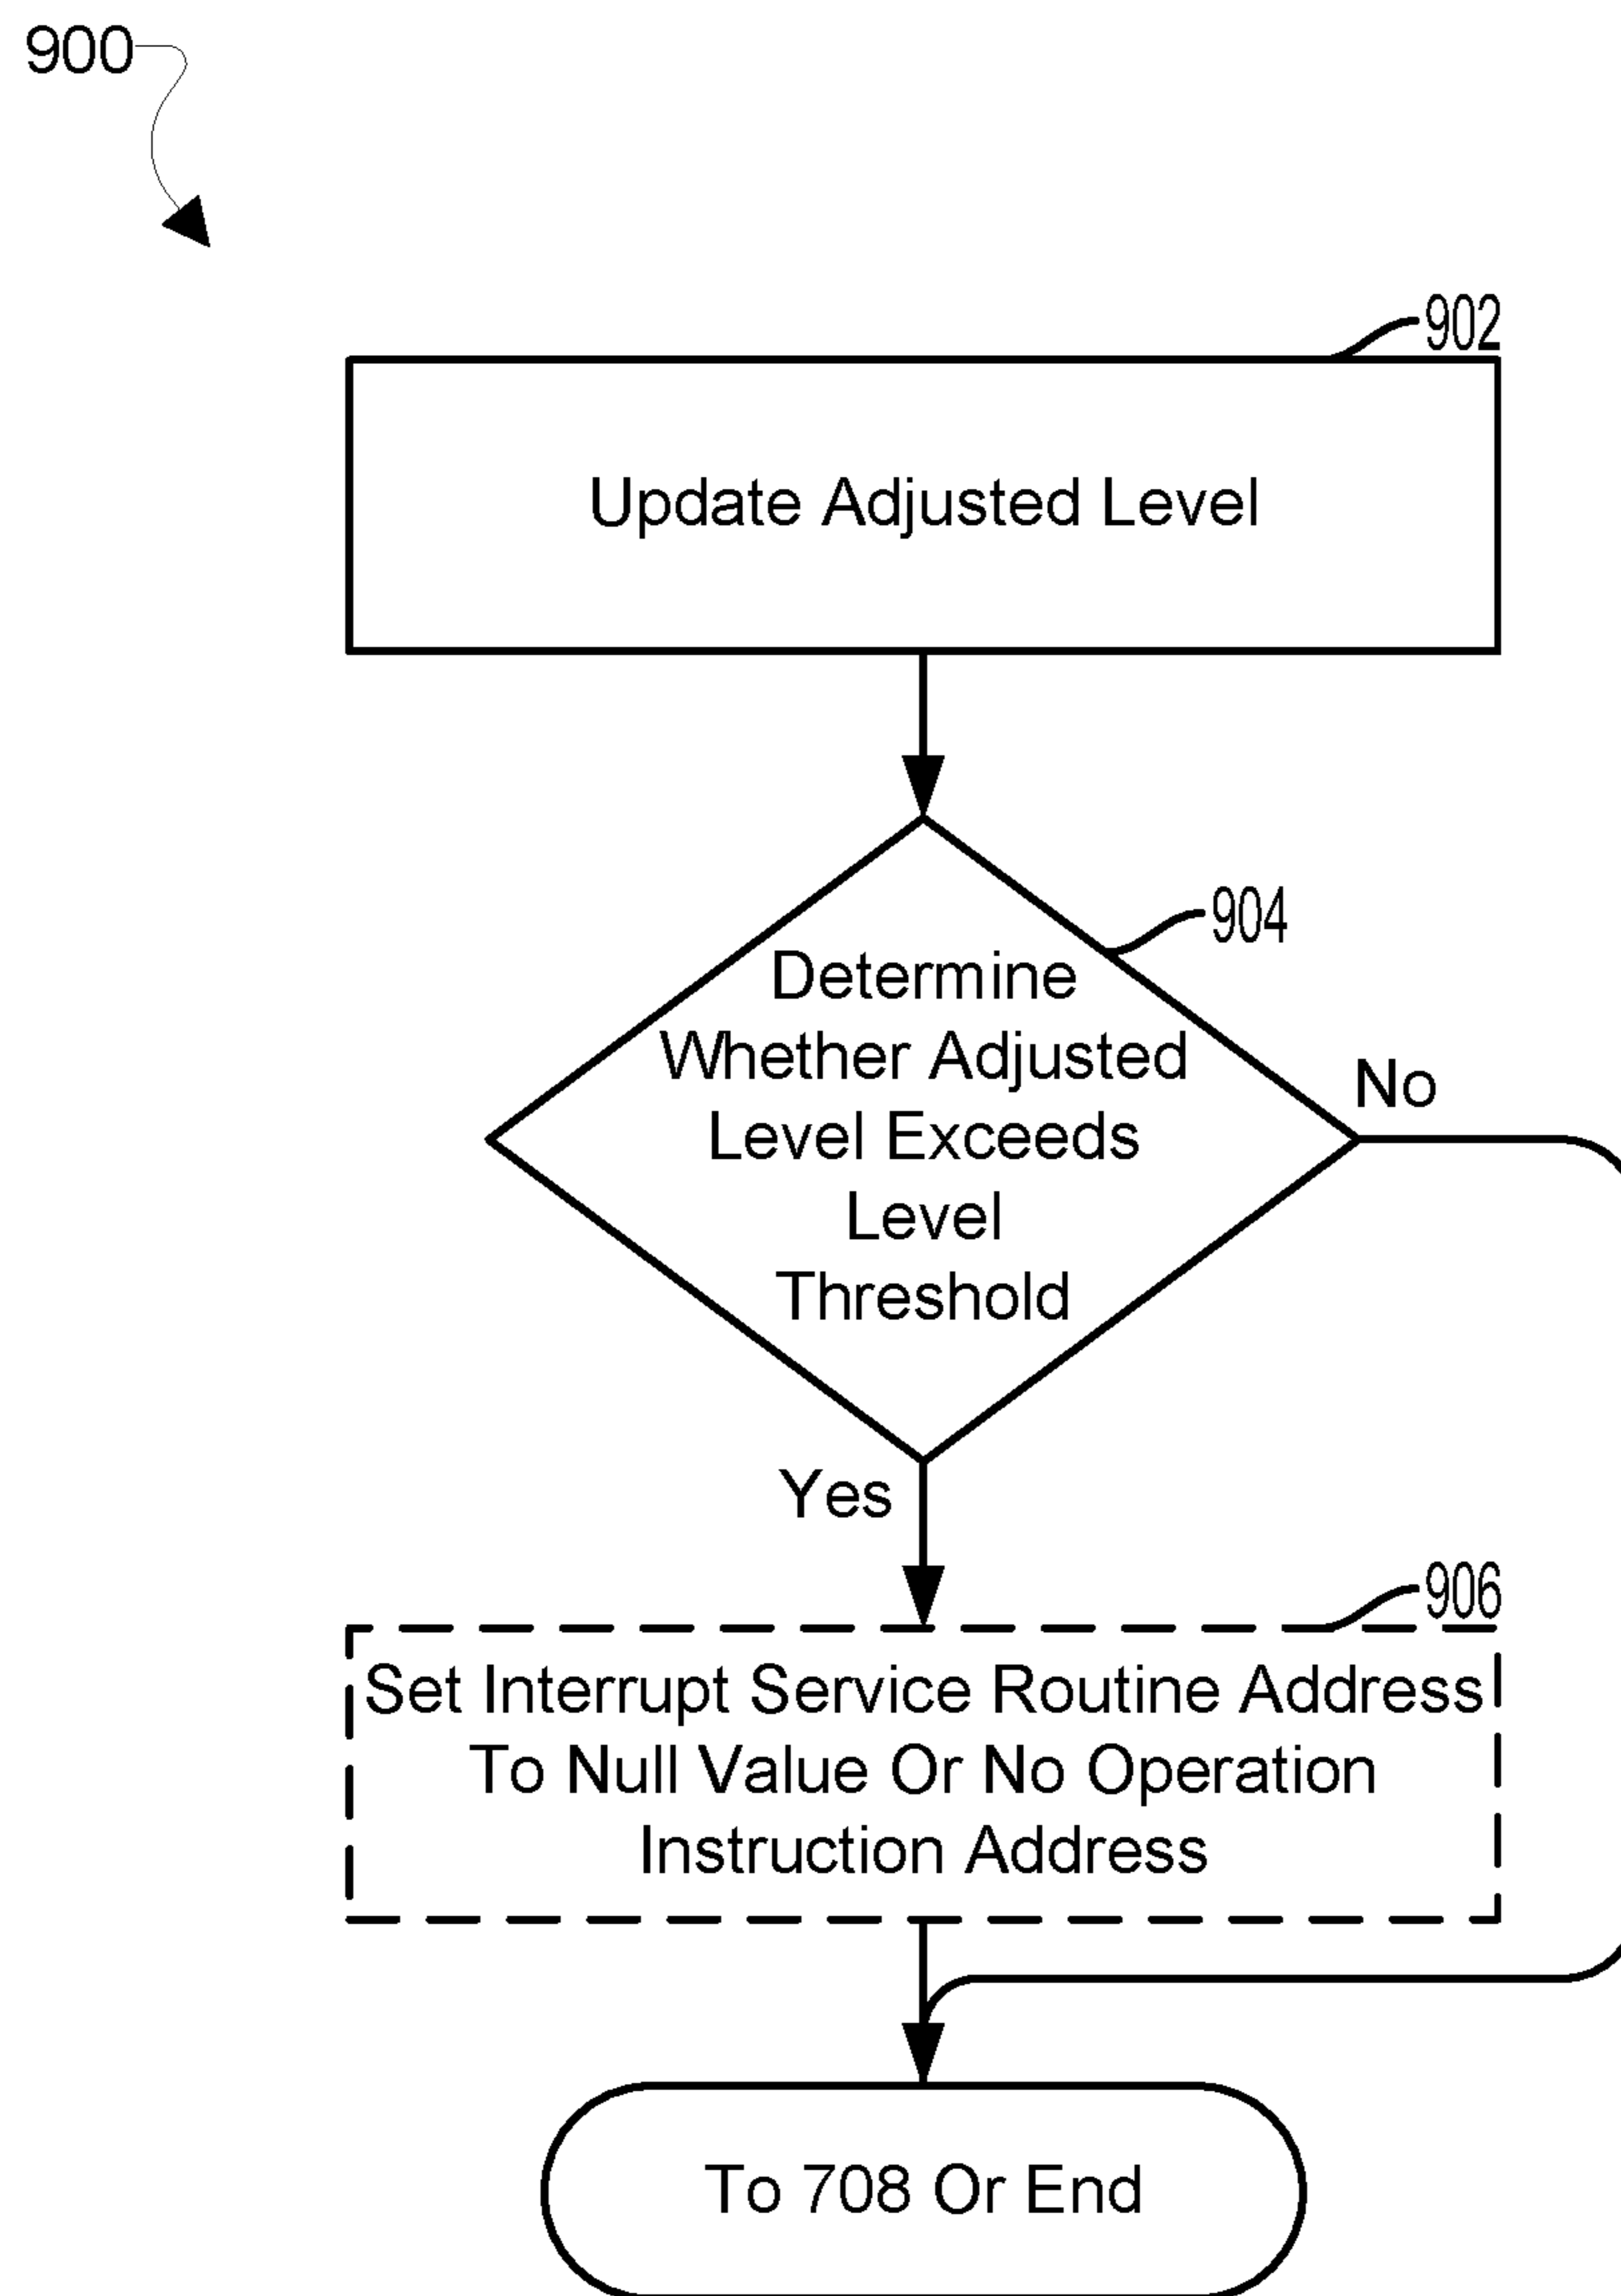 900
902
Update Adjusted Level
904
Determine
Whether Adjusted
Level Exceeds
Level
Threshold
No
Yes
906
Set Interrupt Service Routine Address
To Null Value Or No Operation
Instruction Address
To 708 Or End